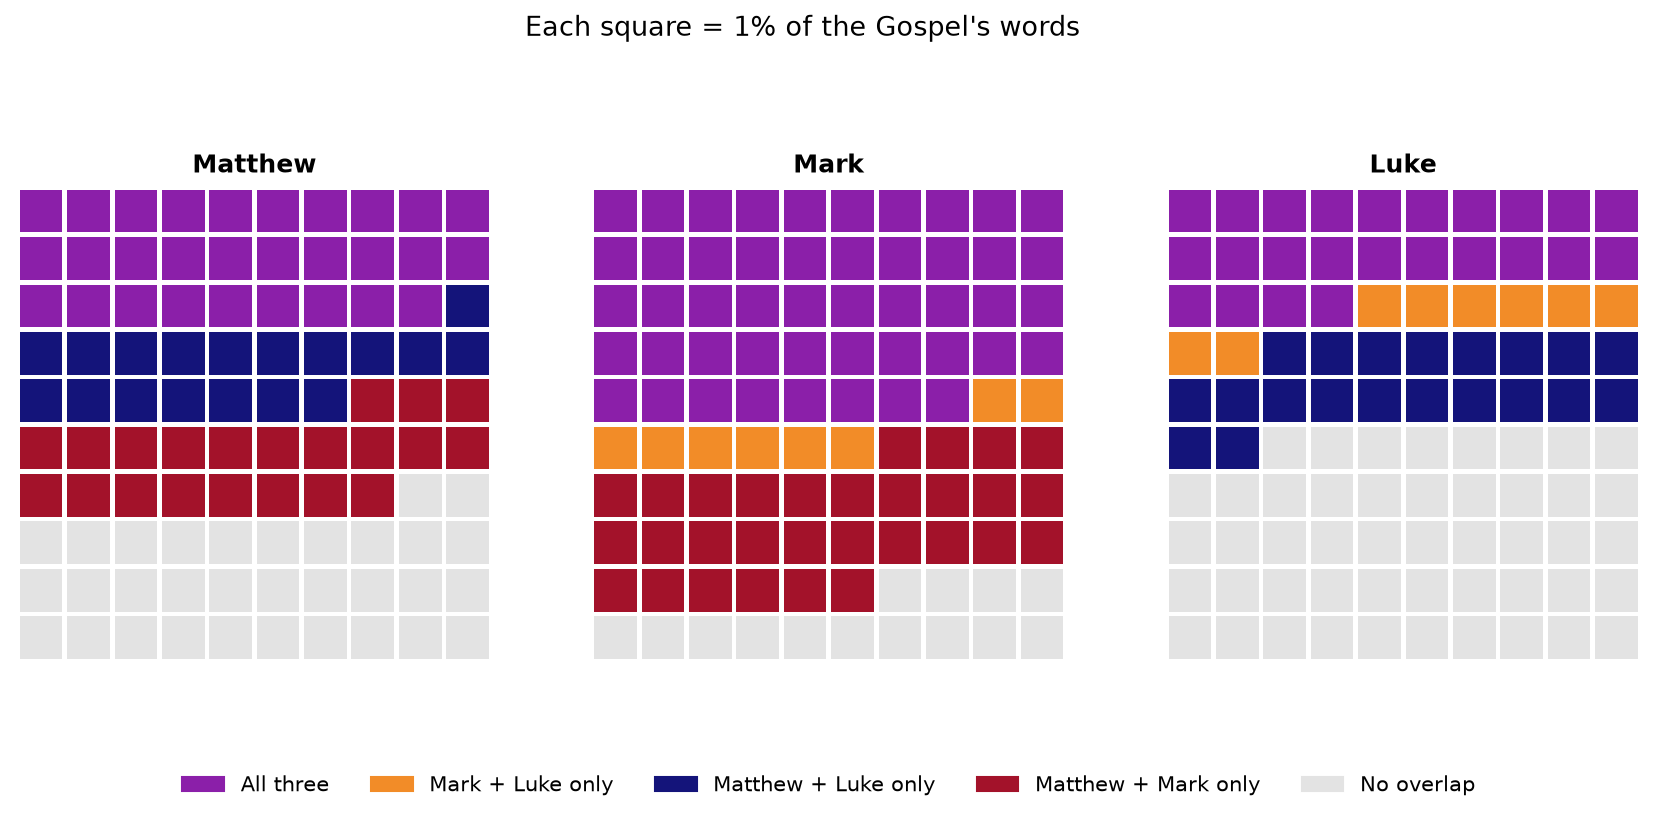 Each square = 1% of the Gospel's words
Matthew
Mark
Luke
All three
Mark + Luke only
Matthew + Luke only
Matthew + Mark only
No overlap